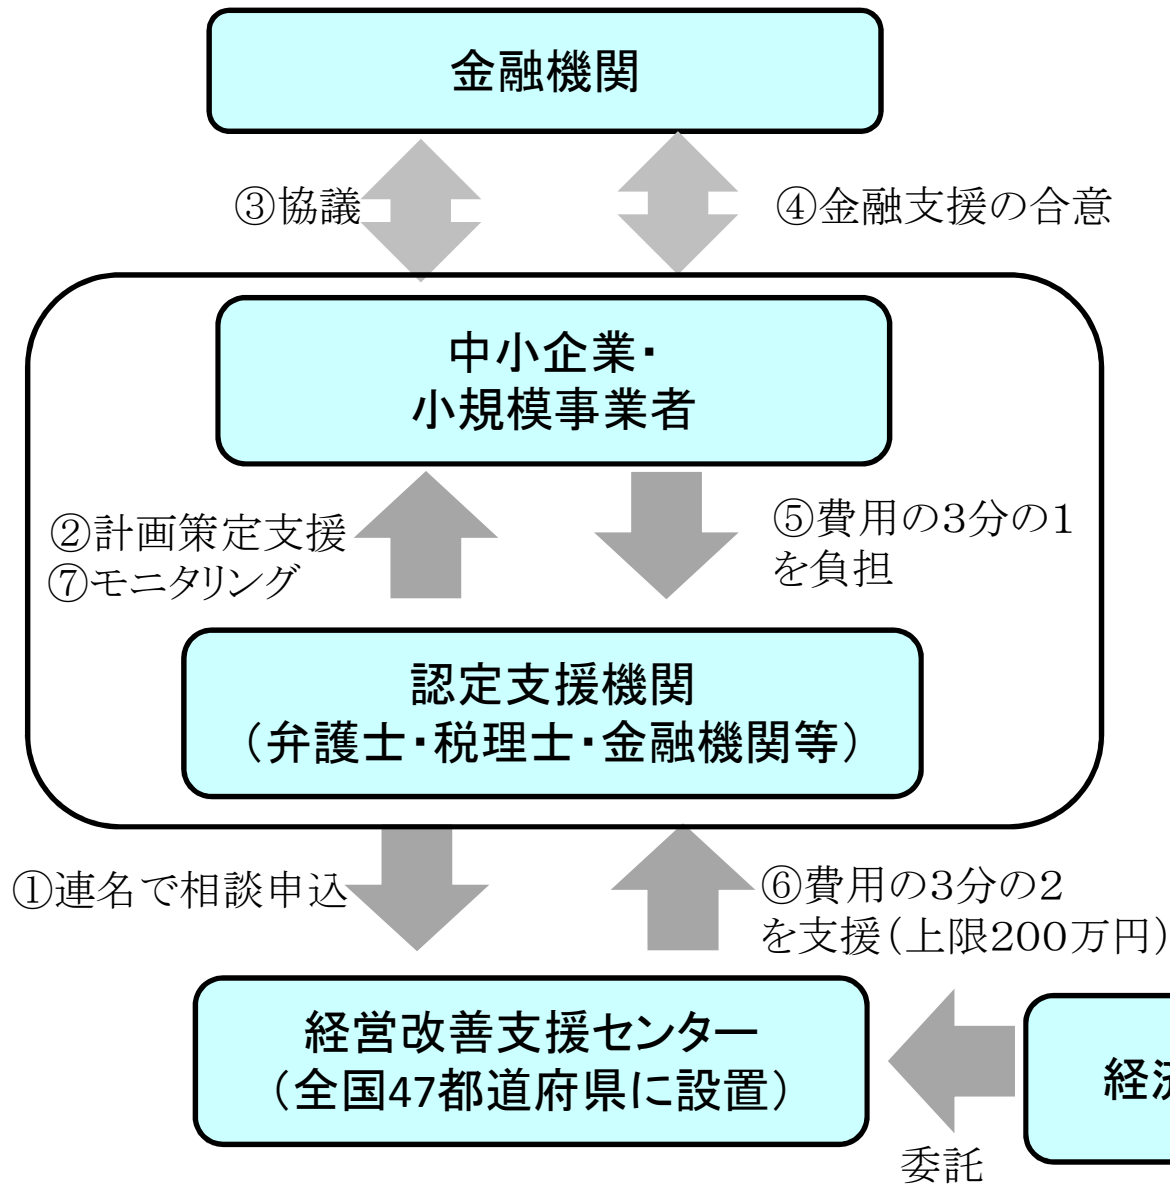 金融機関
③協議
④金融支援の合意
中小企業・
小規模事業者
②計画策定支援
⑦モニタリング
⑤費用の３分の１
を負担
認定支援機関
（弁護士・税理士・金融機関等）
①連名で相談申込
⑥費用の３分の２
を支援（上限２００万円）
経営改善支援センター
（全国47都道府県に設置）
経済
委託